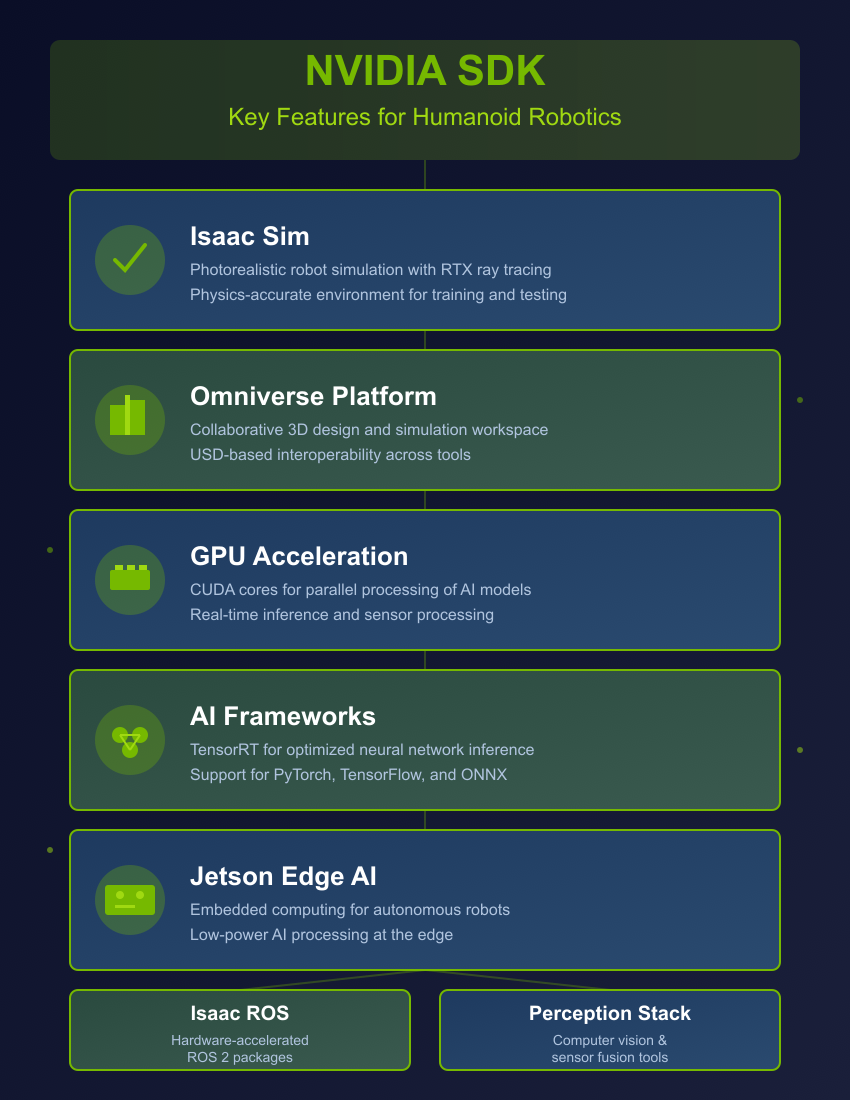 NVIDIA SDK
Key Features for Humanoid Robotics
Isaac Sim
Photorealistic robot simulation with RTX ray tracing
Physics-accurate environment for training and testing
Omniverse Platform
Collaborative 3D design and simulation workspace
USD-based interoperability across tools
GPU Acceleration
CUDA cores for parallel processing of AI models
Real-time inference and sensor processing
AI Frameworks
TensorRT for optimized neural network inference
Support for PyTorch, TensorFlow, and ONNX
Jetson Edge AI
Embedded computing for autonomous robots
Low-power AI processing at the edge
Isaac ROS
Hardware-accelerated
ROS 2 packages
Perception Stack
Computer vision &
sensor fusion tools